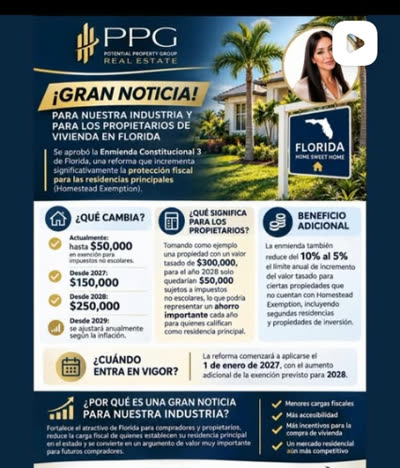 PPG
POTENTIAL PROPERTY GROUP
REAL ESTATE
¡GRAN NOTICIA!
PARA NUESTRA INDUSTRIA Y
PARA LOS PROPIETARIOS DE
VIVIENDA EN FLORIDA
Se aprobó la Enmienda Constitucional 3
de Florida, una reforma que incrementa
significativamente la protección fiscal
para las residencias principales
(Homestead Exemption).
FLORIDA
HOME SWEET HOME
¿QUÉ CAMBIA?
Actualmente:
hasta $50,000
en exención para
impuestos no escolares.
Desde 2027:
$150,000
Desde 2028:
$250,000
Desde 2029:
se ajustará anualmente
según la inflación.
¿QUÉ SIGNIFICA
PARA LOS
PROPIETARIOS?
Tomando como ejemplo
una propiedad con un valor
tasado de $300,000,
para el año 2028 solo
quedarían $50,000
sujetos a impuestos
no escolares, lo que podría
representar un ahorro
importante cada año
para quienes califican
como residencia principal.
BENEFICIO
ADICIONAL
La enmienda también
reduce del 10% al 5%
el límite anual de incremento
del valor tasado para
ciertas propiedades que
no cuentan con Homestead
Exemption, incluyendo
segundas residencias
y propiedades de inversión.
¿CUÁNDO
ENTRA EN VIGOR?
La reforma comenzará a aplicarse el
1 de enero de 2027, con el aumento
adicional de la exención previsto para 2028.
¿POR QUÉ ES UNA GRAN NOTICIA
PARA NUESTRA INDUSTRIA?
Fortalece el atractivo de Florida para compradores y propietarios,
reduce la carga fiscal de quienes establecen su residencia principal
en el estado y se convierte en un argumento de valor muy importante
para futuros compradores.
Menores cargas fiscales
Más accesibilidad
Más incentivos para la
compra de vivienda
Un mercado residencial
aún más competitivo